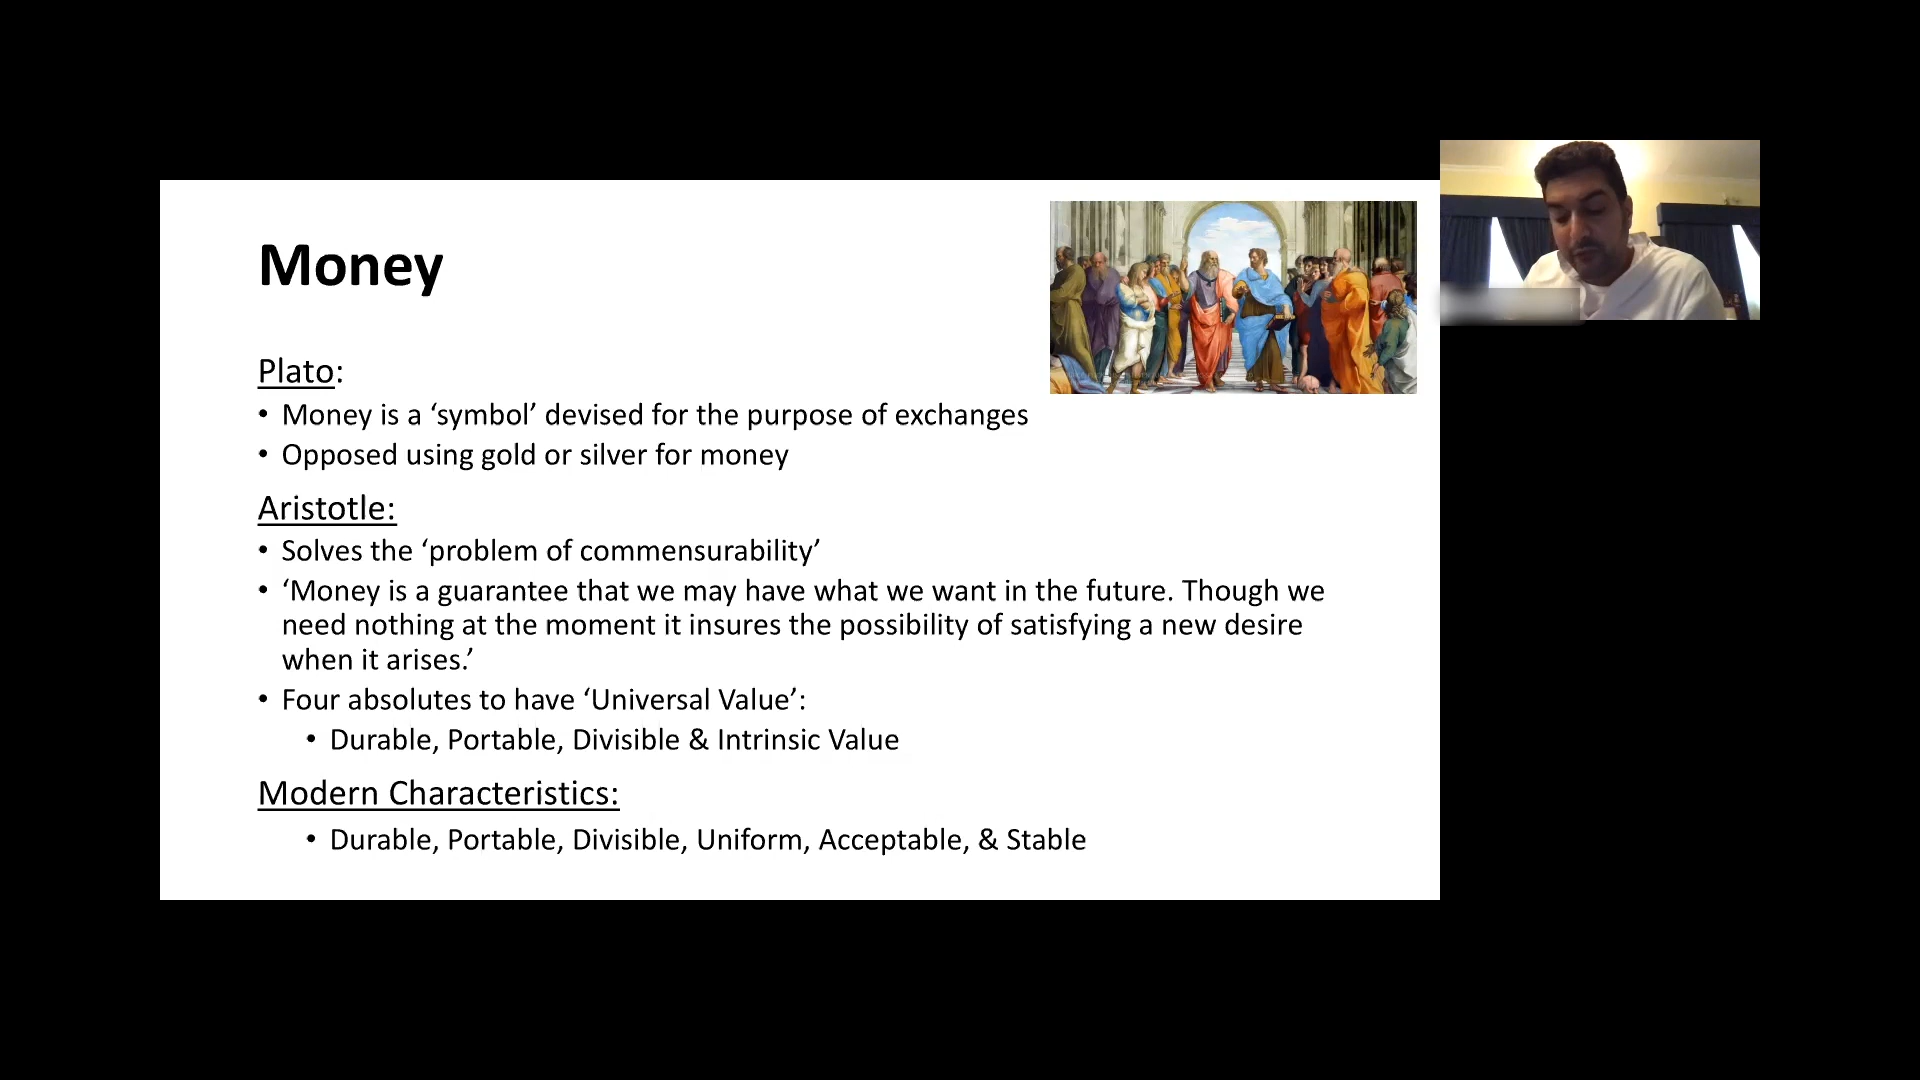 Money
Plato:
• Money is a ‘symbol’ devised for the purpose of exchanges
• Opposed using gold or silver for money
Aristotle:
• Solves the ‘problem of commensurability’
• ‘Money is a guarantee that we may have what we want in the future. Though we
need nothing at the moment it insures the possibility of satisfying a new desire
when it arises.’
• Four absolutes to have ‘Universal Value’:
• Durable, Portable, Divisible & Intrinsic Value
Modern Characteristics:
• Durable, Portable, Divisible, Uniform, Acceptable, & Stable